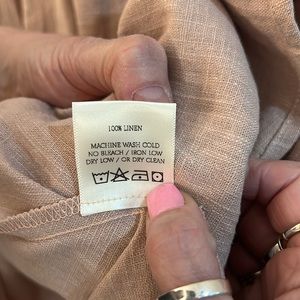 100% LINEN
MACHINE WASH COLD
NO BLEACH / IRON LOW
DRY LOW / OR DRY CLEAN